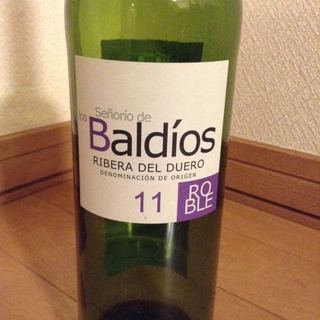 Señorío de
los
Baldíos
RIBERA DEL DUERO
DENOMINACIÓN DE ORIGEN
11
RO
BLE